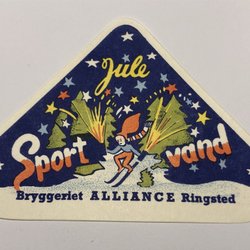 Jule
Sport vand
Bryggeriet ALLIANCE Ringsted